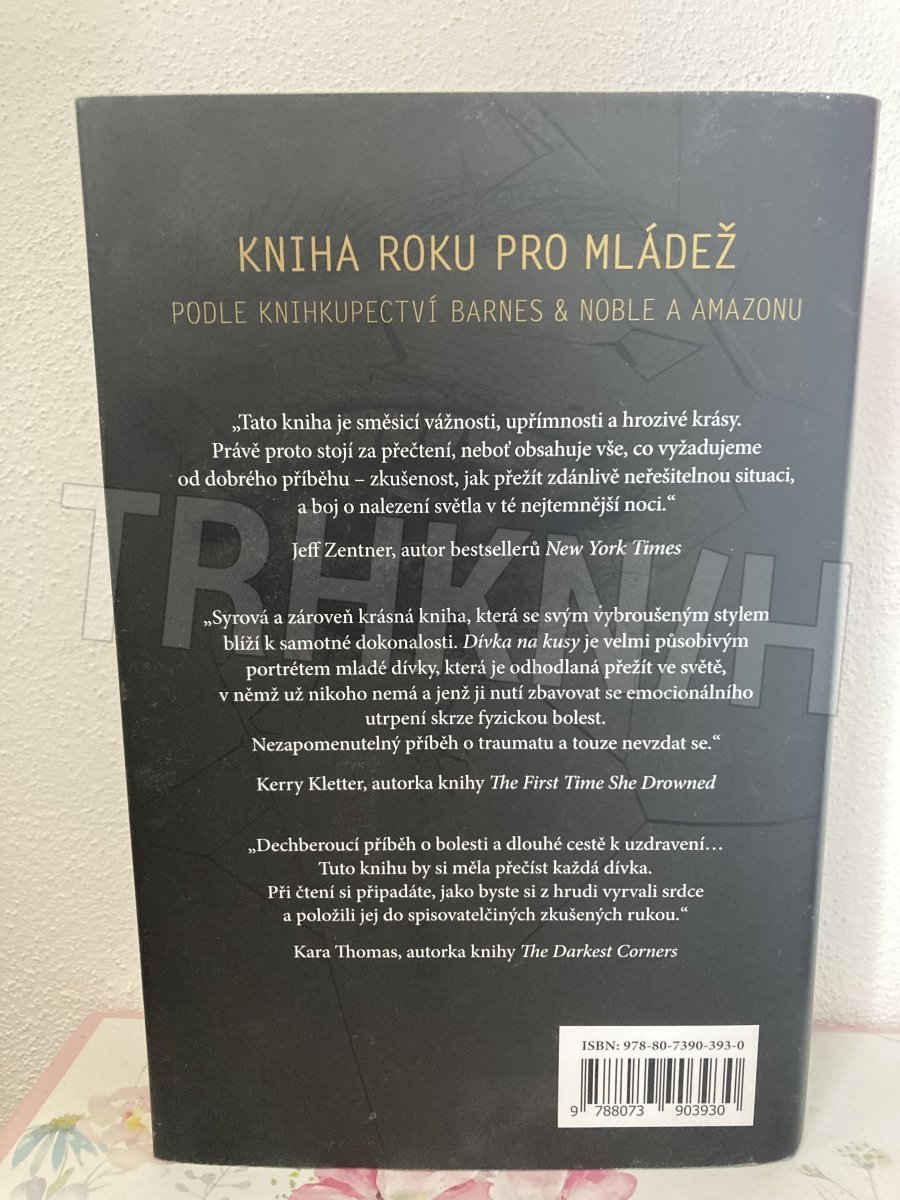 KNIHA ROKU PRO MLÁDEŽ
PODLE KNIHKUPECTVÍ BARNES & NOBLE A AMAZONU
„Tato kniha je směsicí vážnosti, upřímnosti a hrozivé krásy.
Právě proto stojí za přečtení, neboť obsahuje vše, co vyžadujeme
od dobrého příběhu – zkušenost, jak přežít zdánlivě neřešitelnou situaci,
a boj o nalezení světla v té nejtemnější noci.“
Jeff Zentner, autor bestsellerů New York Times
TRHKNIH
„Syrová a zároveň krásná kniha, která se svým vybroušeným stylem
blíží k samotné dokonalosti. Dívka na kusy je velmi působivým
portrétem mladé dívky, která je odhodlaná přežít ve světě,
v němž už nikoho nemá a jenž ji nutí zbavovat se emocionálního
utrpení skrze fyzickou bolest.
Nezapomenutelný příběh o traumatu a touze nevzdat se.“
Kerry Kletter, autorka knihy The First Time She Drowned
„Dechberoucí příběh o bolesti a dlouhé cestě k uzdravení…
Tuto knihu by si měla přečíst každá dívka.
Při čtení si připadáte, jako byste si z hrudi vyrvali srdce
a položili jej do spisovatelčiných zkušených rukou.“
Kara Thomas, autorka knihy The Darkest Corners
ISBN: 978-80-7390-393-0
9 788073 903930